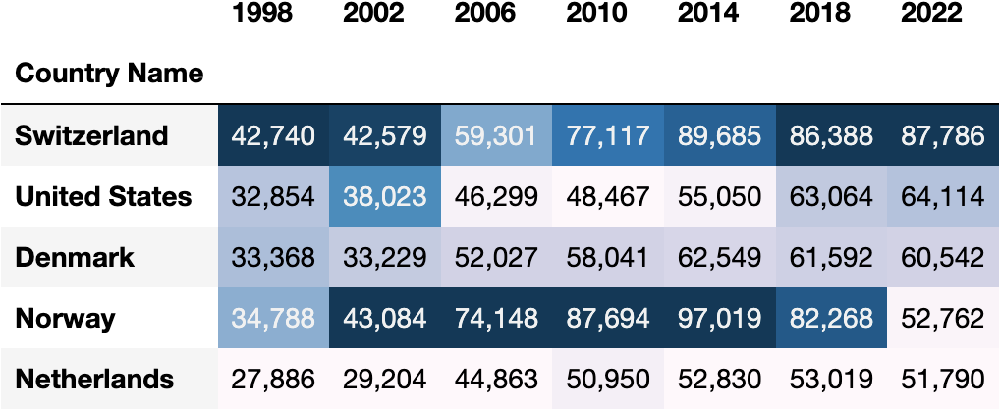 1998 2002 2006 2010 2014 2018 2022
Country Name
Switzerland 42,740 42,579 59,301 77,117 89,685 86,388 87,786
United States 32,854 38,023 46,299 48,467 55,050 63,064 64,114
Denmark 33,368 33,229 52,027 58,041 62,549 61,592 60,542
Norway 34,788 43,084 74,148 87,694 97,019 82,268 52,762
Netherlands 27,886 29,204 44,863 50,950 52,830 53,019 51,790